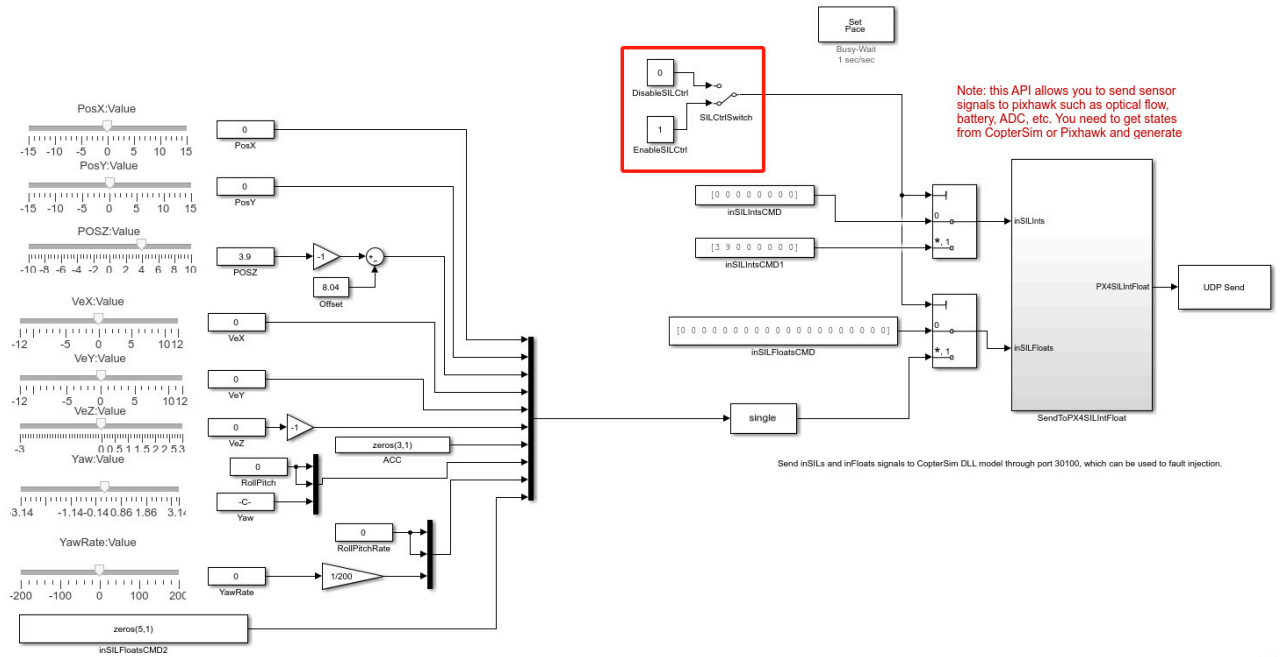 Set
Pace
Busy-Wait
1 sec/sec
0
DisableSILCtrl
1
EnableSILCtrl
SILCtrlSwitch
Note: this API allows you to send sensor
signals to pixhawk such as optical flow,
battery, ADC, etc. You need to get states
from CopterSim or Pixhawk and generate
PosX:Value
-15 -10 -5 0 5 10 15
0
PosX
PosY:Value
-15 -10 -5 0 5 10 15
0
PosY
POSZ:Value
-10 -8 -6 -4 -2 0 2 4 6 8 10
3.9
POSZ
-1
8.04
Offset
VeX:Value
-12 -5 0 5 10 12
0
VeX
VeY:Value
-12 -5 0 5 10 12
0
VeY
VeZ:Value
-3 0 0.5 1 1.5 2 2.5 3
0
VeZ
-1
zeros(3,1)
ACC
Yaw:Value
-3.14 -1.14 -0.14 0.86 1.86 3.14
0
RollPitch
-C-
Yaw
0
RollPitchRate
YawRate:Value
-200 -100 0 100 200
0
YawRate
1/200
zeros(5,1)
inSILFloatsCMD2
[0 0 0 0 0 0 0 0]
inSILIntsCMD
[3 9 0 0 0 0 0 0]
inSILIntsCMD1
0
*, 1
[0 0 0 0 0 0 0 0 0 0 0 0 0 0 0 0 0 0 0 0]
inSILFloatsCMD
0
*, 1
single
inSILInts
inSILFloats
PX4SILIntFloat
SendToPX4SILIntFloat
UDP Send
Send inSILs and inFloats signals to CopterSim DLL model through port 30100, which can be used to fault injection.